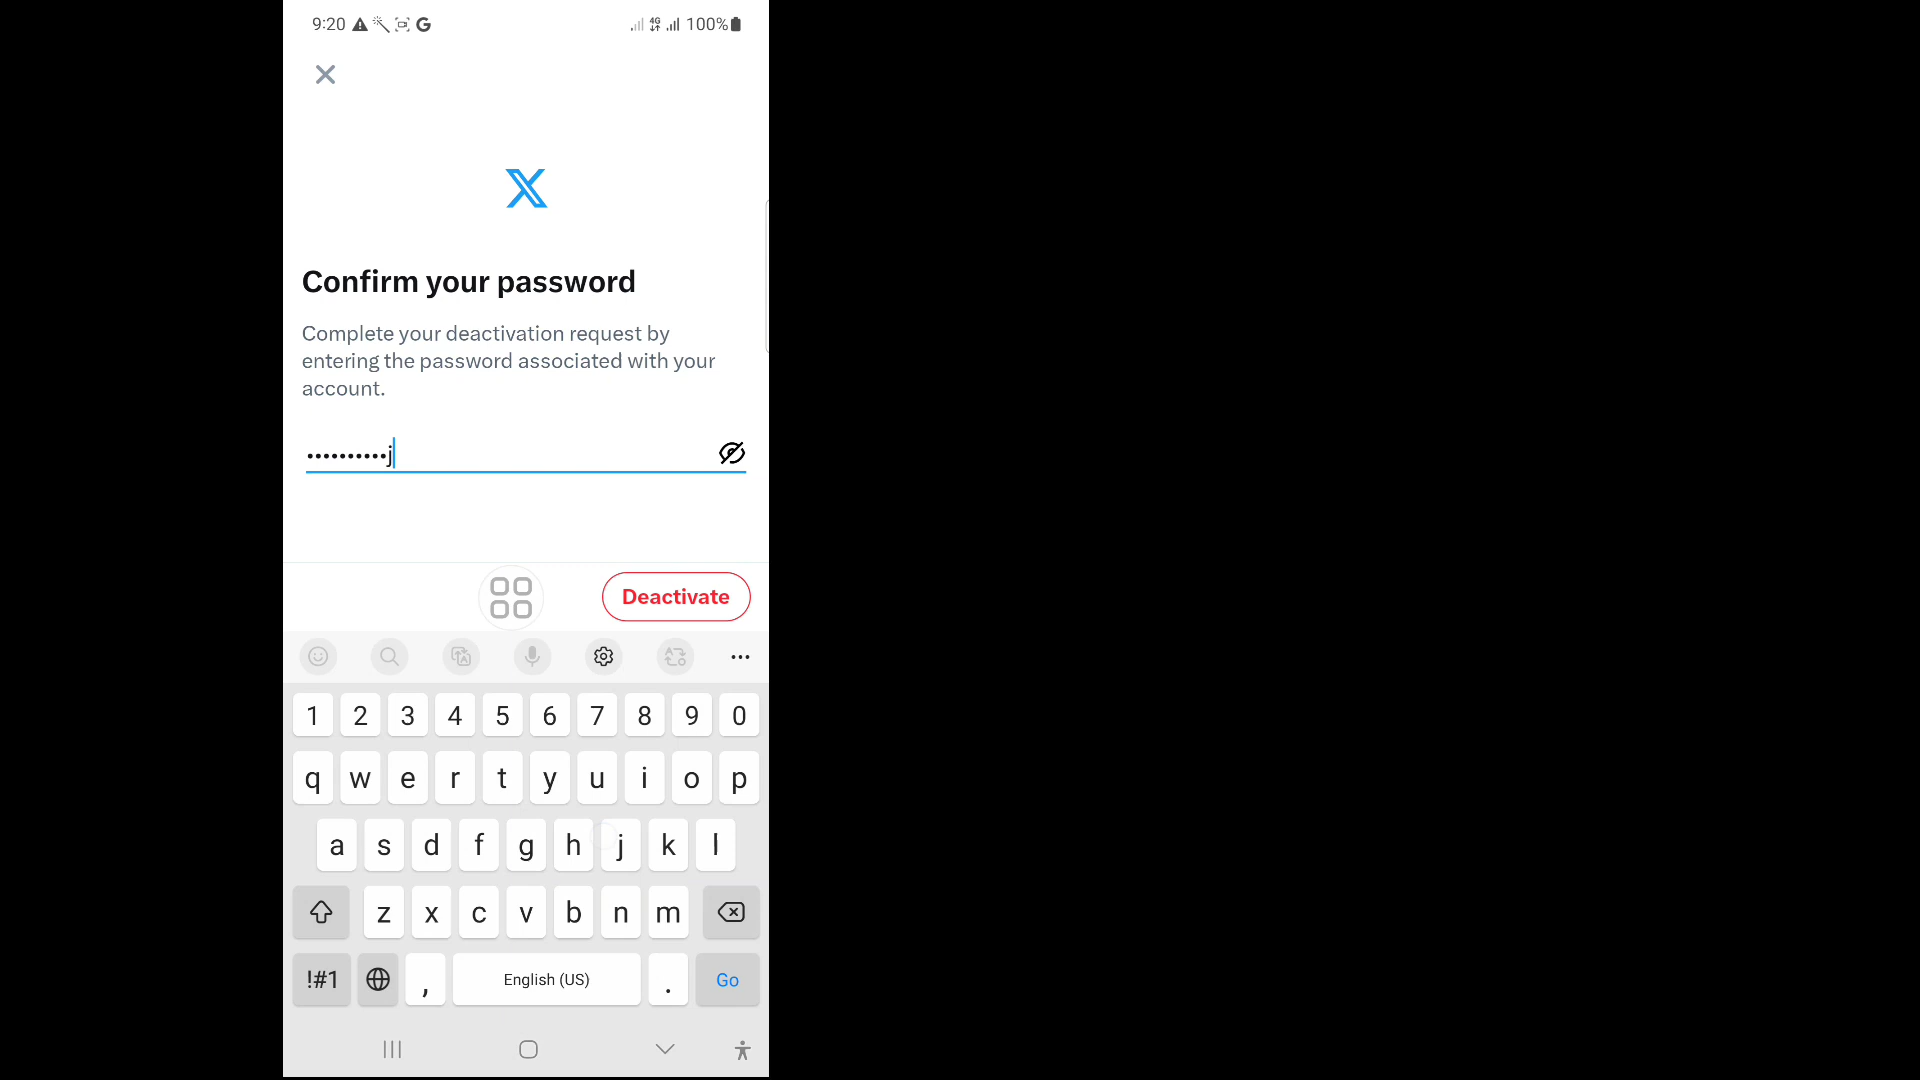 9:20 4G 100%
Confirm your password
Complete your deactivation request by
entering the password associated with your
account.
••••••••••j
Deactivate
1 2 3 4 5 6 7 8 9 0
q w e r t y u i o p
a s d f g h j k l
z x c v b n m
!#1 , English (US) . Go